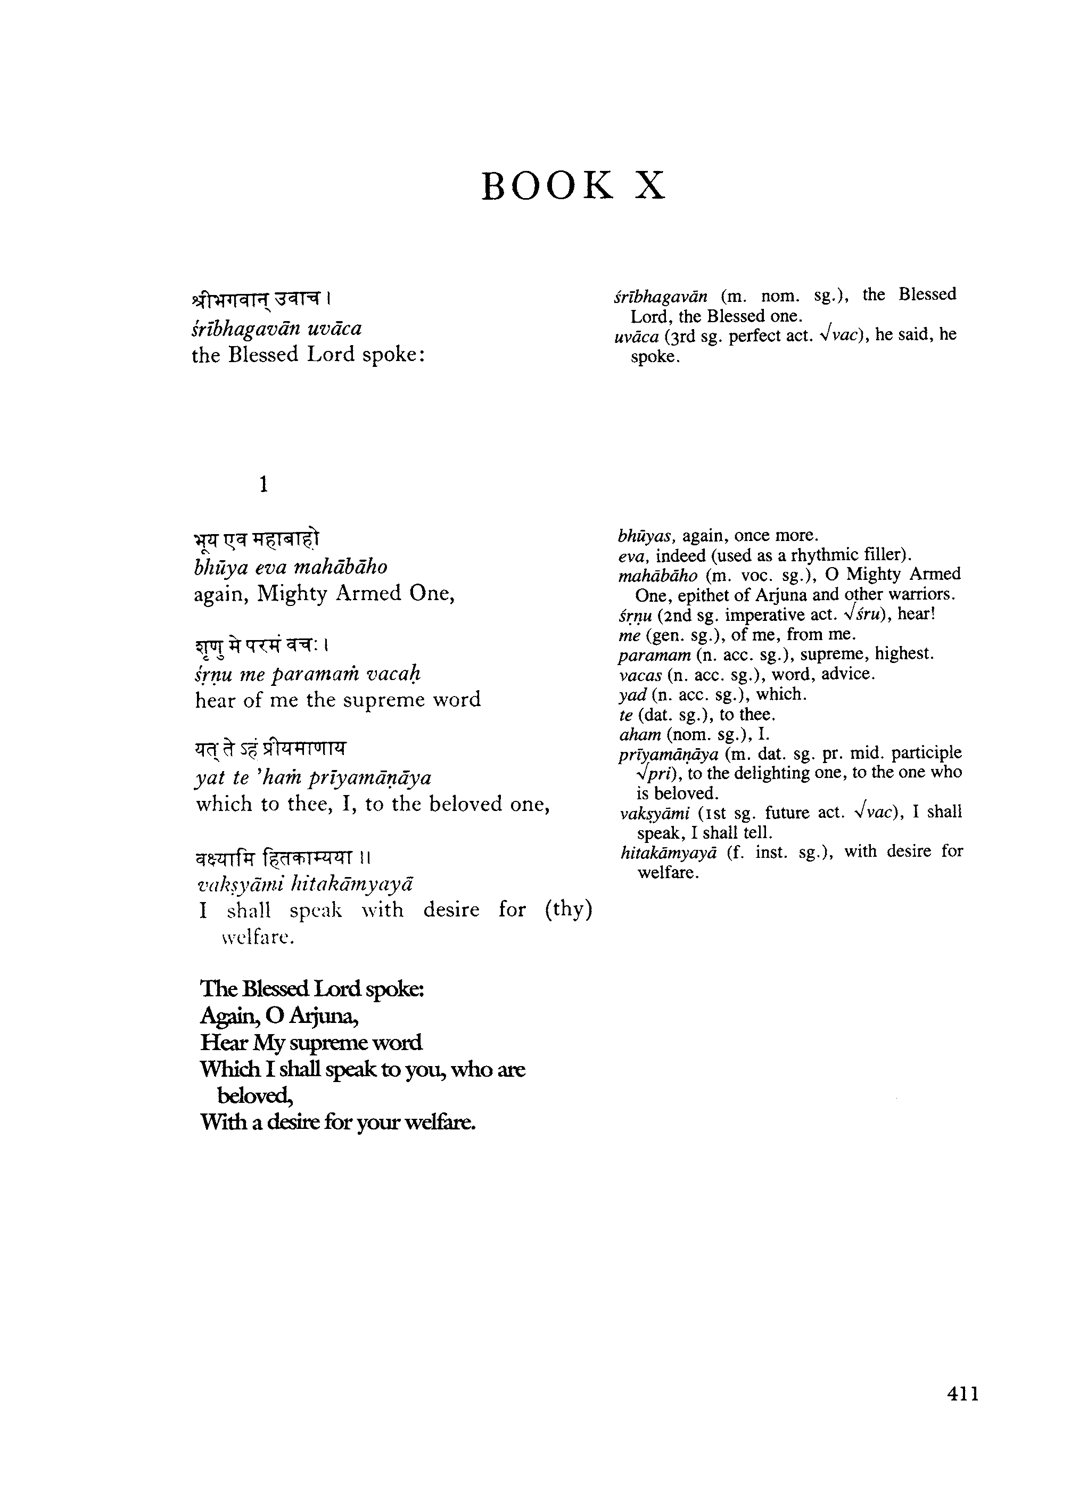 BOOK X
श्रीभगवान् उवाच ।
śrībhagavān uvāca
the Blessed Lord spoke:
śrībhagavān (m. nom. sg.), the Blessed
Lord, the Blessed one.
uvāca (3rd sg. perfect act. √vac), he said, he
spoke.
1
भूय एव महाबाहो
bhūya eva mahābāho
again, Mighty Armed One,
शृणु मे परमं वचः ।
śṛṇu me paramaṁ vacaḥ
hear of me the supreme word
यत् ते ऽहं प्रीयमाणाय
yat te 'haṁ prīyamāṇāya
which to thee, I, to the beloved one,
वक्ष्यामि हितकाम्यया ॥
vakṣyāmi hitakāmyayā
I shall speak with desire for (thy)
welfare.
The Blessed Lord spoke:
Again, O Arjuna,
Hear My supreme word
Which I shall speak to you, who are
beloved,
With a desire for your welfare.
bhūyas, again, once more.
eva, indeed (used as a rhythmic filler).
mahābāho (m. voc. sg.), O Mighty Armed
One, epithet of Arjuna and other warriors.
śṛṇu (2nd sg. imperative act. √śru), hear!
me (gen. sg.), of me, from me.
paramam (n. acc. sg.), supreme, highest.
vacas (n. acc. sg.), word, advice.
yad (n. acc. sg.), which.
te (dat. sg.), to thee.
aham (nom. sg.), I.
prīyamāṇāya (m. dat. sg. pr. mid. participle
√pri), to the delighting one, to the one who
is beloved.
vakṣyāmi (1st sg. future act. √vac), I shall
speak, I shall tell.
hitakāmyayā (f. inst. sg.), with desire for
welfare.
411